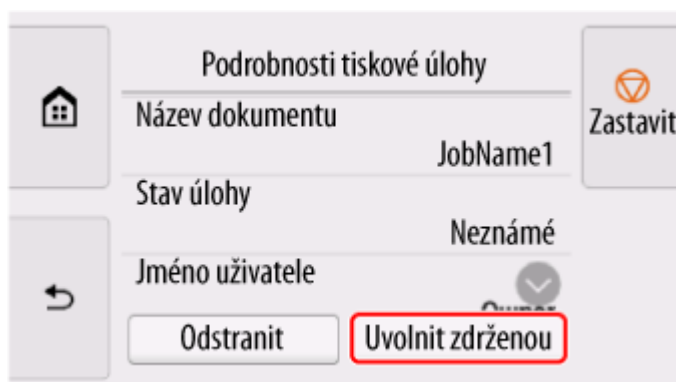 Podrobnosti tiskové úlohy
Název dokumentu
Zastavit
JobName1
Stav úlohy
Neznámé
Jméno uživatele
Odstranit
Uvolnit zdrženou